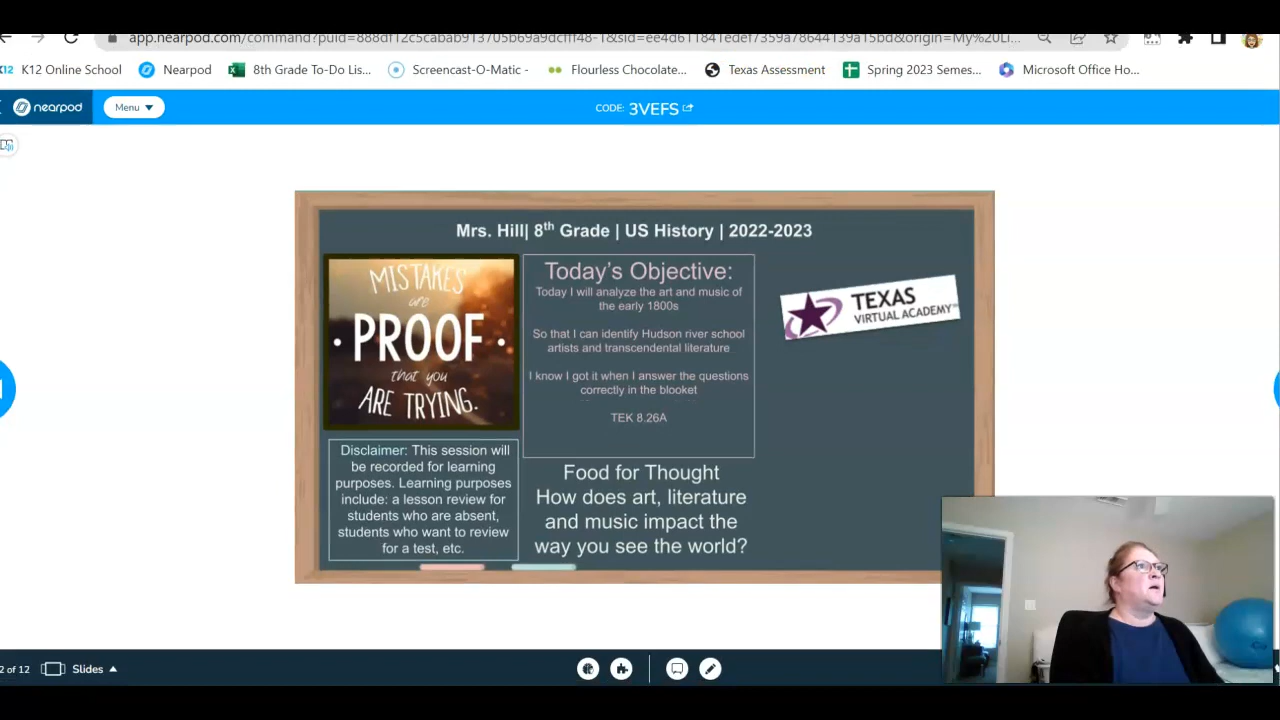 app.nearpod.com/command?puid=888df12c5cabab913705b69a9dcfff48-1&sid=ee4d611841edef7359a78644139a15bd&origin=My%20Li...
K12 K12 Online School Nearpod 8th Grade To-Do Lis... Screencast-O-Matic - Flourless Chocolate... Texas Assessment Spring 2023 Semes... Microsoft Office Ho...
nearpod Menu CODE: 3VEFS
Mrs. Hill| 8th Grade | US History | 2022-2023
MISTAKES
are
• PROOF •
that you
ARE TRYING.
Today's Objective:
Today I will analyze the art and music of
the early 1800s
So that I can identify Hudson river school
artists and transcendental literature
I know I got it when I answer the questions
correctly in the blooket
TEK 8.26A
TEXAS
VIRTUAL ACADEMY
Disclaimer: This session will
be recorded for learning
purposes. Learning purposes
include: a lesson review for
students who are absent,
students who want to review
for a test, etc.
Food for Thought
How does art, literature
and music impact the
way you see the world?
2 of 12 Slides